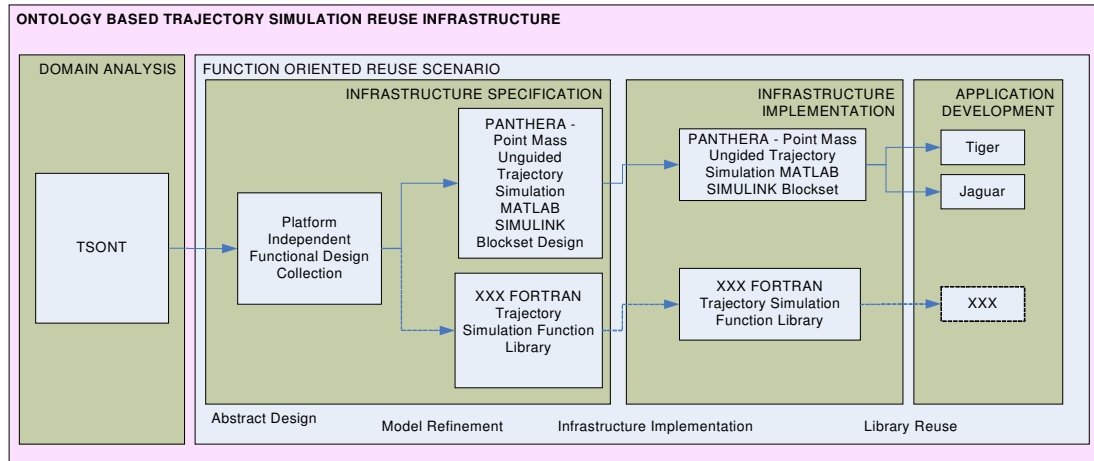 ONTOLOGY BASED TRAJECTORY SIMULATION REUSE INFRASTRUCTURE
DOMAIN ANALYSIS
TSONT
FUNCTION ORIENTED REUSE SCENARIO
INFRASTRUCTURE SPECIFICATION
Platform
Independent
Functional Design
Collection
PANTHERA -
Point Mass
Unguided
Trajectory
Simulation
MATLAB
SIMULINK
Blockset Design
XXX FORTRAN
Trajectory
Simulation Function
Library
INFRASTRUCTURE
IMPLEMENTATION
PANTHERA - Point Mass
Ungided Trajectory
Simulation MATLAB
SIMULINK Blockset
XXX FORTRAN
Trajectory Simulation
Function Library
APPLICATION
DEVELOPMENT
Tiger
Jaguar
XXX
Abstract Design
Model Refinement
Infrastructure Implementation
Library Reuse